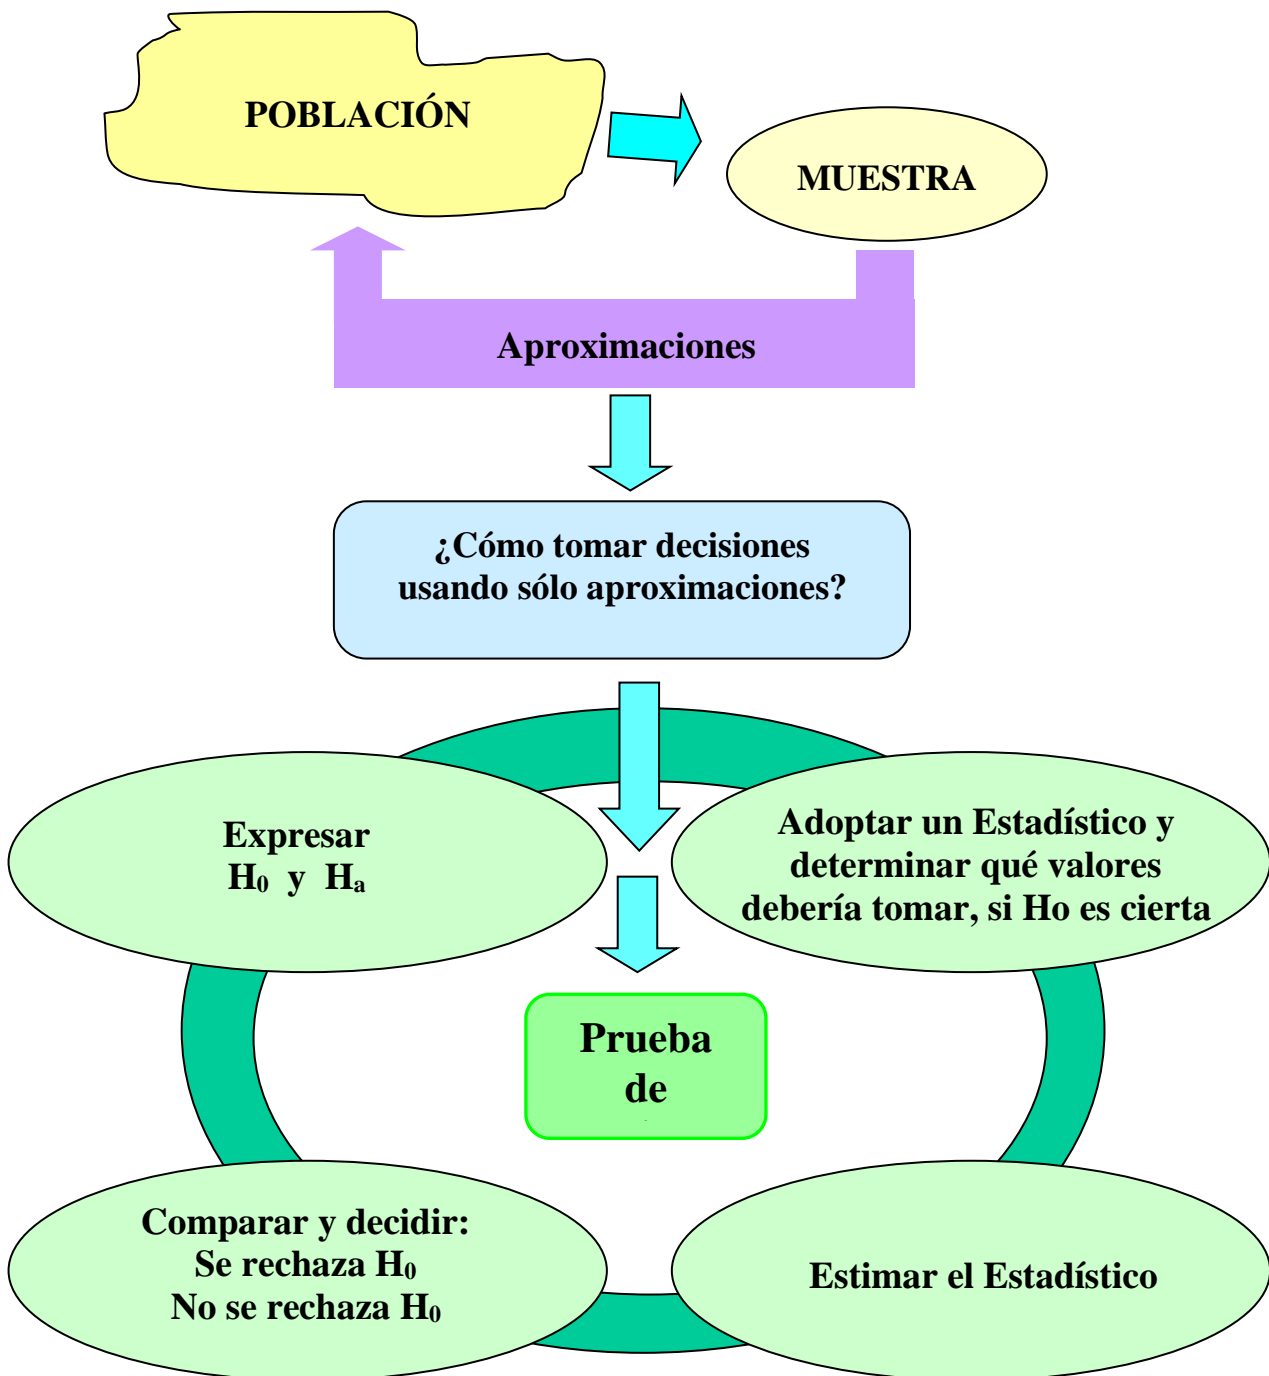 POBLACIÓN
MUESTRA
Aproximaciones
¿Cómo tomar decisiones
usando sólo aproximaciones?
Expresar
H₀ y Hₐ
Adoptar un Estadístico y
determinar qué valores
debería tomar, si Ho es cierta
Prueba
de
Comparar y decidir:
Se rechaza H₀
No se rechaza H₀
Estimar el Estadístico